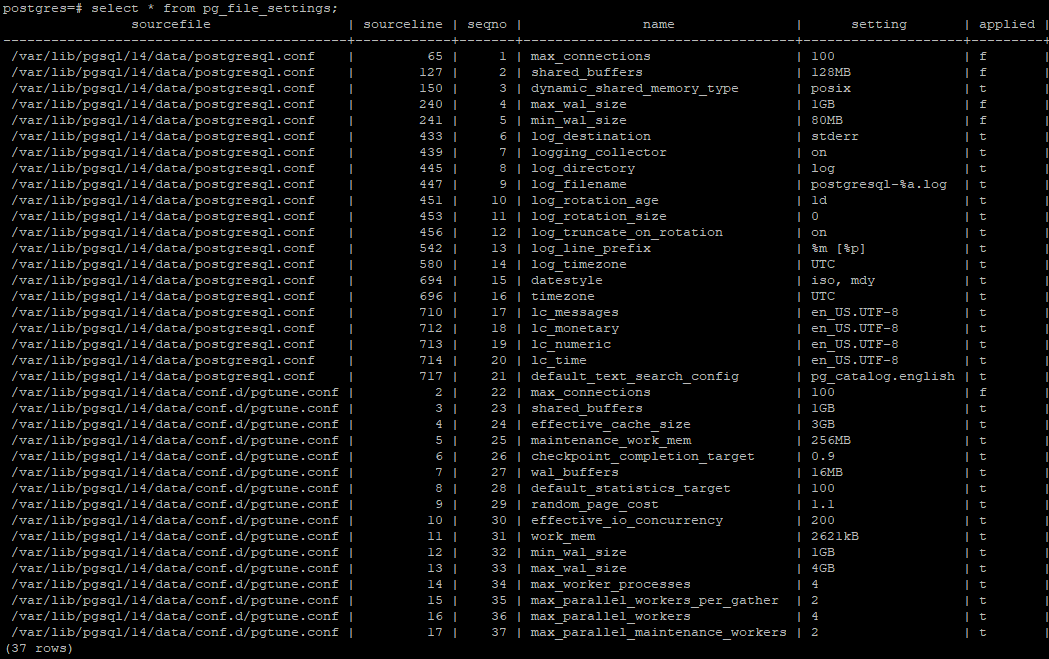 postgres=# select * from pg_file_settings;
sourcefile | sourceline | seqno | name | setting | applied |
-------------------------------------------+------------+-------+----------------------------------+--------------------+---------+
/var/lib/pgsql/14/data/postgresql.conf | 65 | 1 | max_connections | 100 | f
/var/lib/pgsql/14/data/postgresql.conf | 127 | 2 | shared_buffers | 128MB | f
/var/lib/pgsql/14/data/postgresql.conf | 150 | 3 | dynamic_shared_memory_type | posix | t
/var/lib/pgsql/14/data/postgresql.conf | 240 | 4 | max_wal_size | 1GB | f
/var/lib/pgsql/14/data/postgresql.conf | 241 | 5 | min_wal_size | 80MB | f
/var/lib/pgsql/14/data/postgresql.conf | 433 | 6 | log_destination | stderr | t
/var/lib/pgsql/14/data/postgresql.conf | 439 | 7 | logging_collector | on | t
/var/lib/pgsql/14/data/postgresql.conf | 445 | 8 | log_directory | log | t
/var/lib/pgsql/14/data/postgresql.conf | 447 | 9 | log_filename | postgresql-%a.log | t
/var/lib/pgsql/14/data/postgresql.conf | 451 | 10 | log_rotation_age | 1d | t
/var/lib/pgsql/14/data/postgresql.conf | 453 | 11 | log_rotation_size | 0 | t
/var/lib/pgsql/14/data/postgresql.conf | 456 | 12 | log_truncate_on_rotation | on | t
/var/lib/pgsql/14/data/postgresql.conf | 542 | 13 | log_line_prefix | %m [%p] | t
/var/lib/pgsql/14/data/postgresql.conf | 580 | 14 | log_timezone | UTC | t
/var/lib/pgsql/14/data/postgresql.conf | 694 | 15 | datestyle | iso, mdy | t
/var/lib/pgsql/14/data/postgresql.conf | 696 | 16 | timezone | UTC | t
/var/lib/pgsql/14/data/postgresql.conf | 710 | 17 | lc_messages | en_US.UTF-8 | t
/var/lib/pgsql/14/data/postgresql.conf | 712 | 18 | lc_monetary | en_US.UTF-8 | t
/var/lib/pgsql/14/data/postgresql.conf | 713 | 19 | lc_numeric | en_US.UTF-8 | t
/var/lib/pgsql/14/data/postgresql.conf | 714 | 20 | lc_time | en_US.UTF-8 | t
/var/lib/pgsql/14/data/postgresql.conf | 717 | 21 | default_text_search_config | pg_catalog.english | t
/var/lib/pgsql/14/data/conf.d/pgtune.conf | 2 | 22 | max_connections | 100 | f
/var/lib/pgsql/14/data/conf.d/pgtune.conf | 3 | 23 | shared_buffers | 1GB | t
/var/lib/pgsql/14/data/conf.d/pgtune.conf | 4 | 24 | effective_cache_size | 3GB | t
/var/lib/pgsql/14/data/conf.d/pgtune.conf | 5 | 25 | maintenance_work_mem | 256MB | t
/var/lib/pgsql/14/data/conf.d/pgtune.conf | 6 | 26 | checkpoint_completion_target | 0.9 | t
/var/lib/pgsql/14/data/conf.d/pgtune.conf | 7 | 27 | wal_buffers | 16MB | t
/var/lib/pgsql/14/data/conf.d/pgtune.conf | 8 | 28 | default_statistics_target | 100 | t
/var/lib/pgsql/14/data/conf.d/pgtune.conf | 9 | 29 | random_page_cost | 1.1 | t
/var/lib/pgsql/14/data/conf.d/pgtune.conf | 10 | 30 | effective_io_concurrency | 200 | t
/var/lib/pgsql/14/data/conf.d/pgtune.conf | 11 | 31 | work_mem | 2621kB | t
/var/lib/pgsql/14/data/conf.d/pgtune.conf | 12 | 32 | min_wal_size | 1GB | t
/var/lib/pgsql/14/data/conf.d/pgtune.conf | 13 | 33 | max_wal_size | 4GB | t
/var/lib/pgsql/14/data/conf.d/pgtune.conf | 14 | 34 | max_worker_processes | 4 | t
/var/lib/pgsql/14/data/conf.d/pgtune.conf | 15 | 35 | max_parallel_workers_per_gather | 2 | t
/var/lib/pgsql/14/data/conf.d/pgtune.conf | 16 | 36 | max_parallel_workers | 4 | t
/var/lib/pgsql/14/data/conf.d/pgtune.conf | 17 | 37 | max_parallel_maintenance_workers | 2 | t
(37 rows)